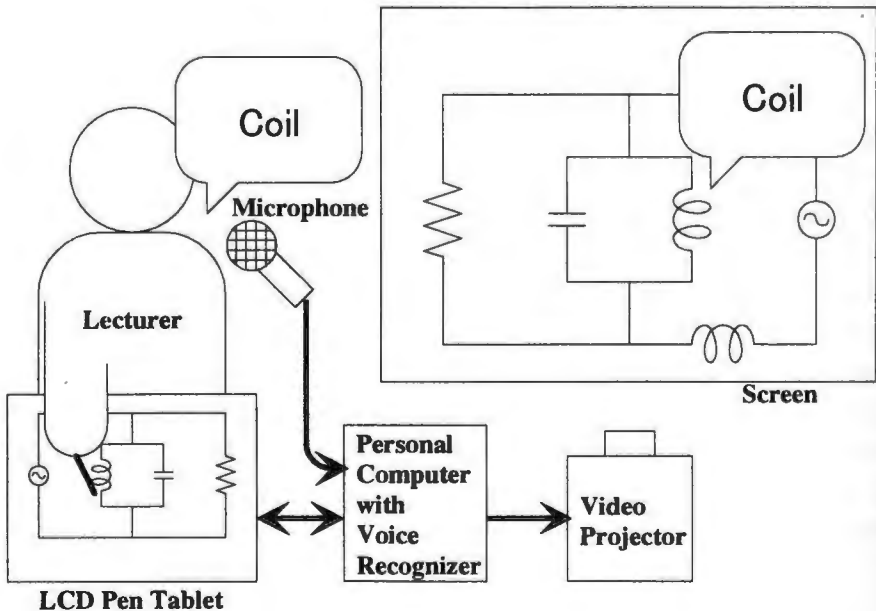 Coil
Coil
Microphone
Lecturer
Screen
Personal
Computer
with
Voice
Recognizer
Video
Projector
LCD Pen Tablet